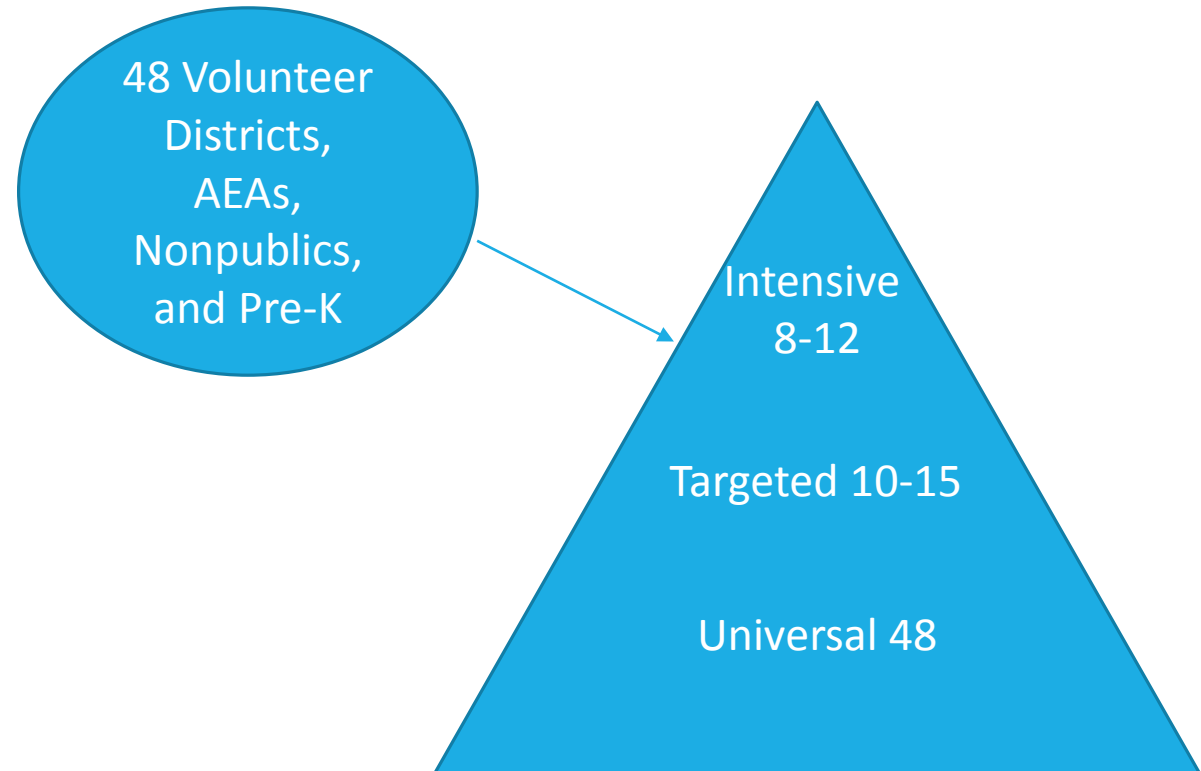 48 Volunteer
Districts,
AEAs,
Nonpublics,
and Pre-K
Intensive
8-12
Targeted 10-15
Universal 48